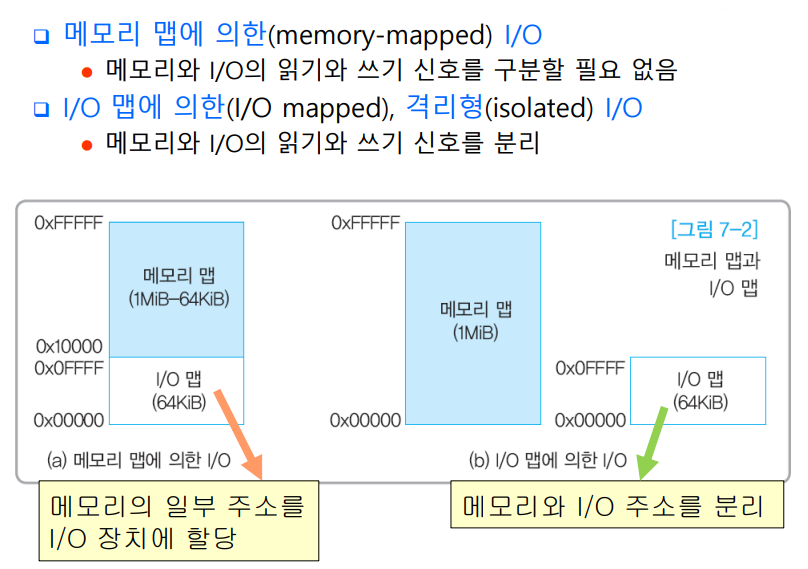 메모리 맵에 의한(memory-mapped) I/O
메모리와 I/O의 읽기와 쓰기 신호를 구분할 필요 없음
I/O 맵에 의한(I/O mapped), 격리형(isolated) I/O
메모리와 I/O의 읽기와 쓰기 신호를 분리
0xFFFFF
메모리 맵
(1MiB–64KiB)
0x10000
0x0FFFF
I/O 맵
(64KiB)
0x00000
(a) 메모리 맵에 의한 I/O
0xFFFFF
메모리 맵
(1MiB)
0x00000
[그림 7–2]
메모리 맵과
I/O 맵
0x0FFFF
I/O 맵
(64KiB)
0x00000
(b) I/O 맵에 의한 I/O
메모리의 일부 주소를
I/O 장치에 할당
메모리와 I/O 주소를 분리